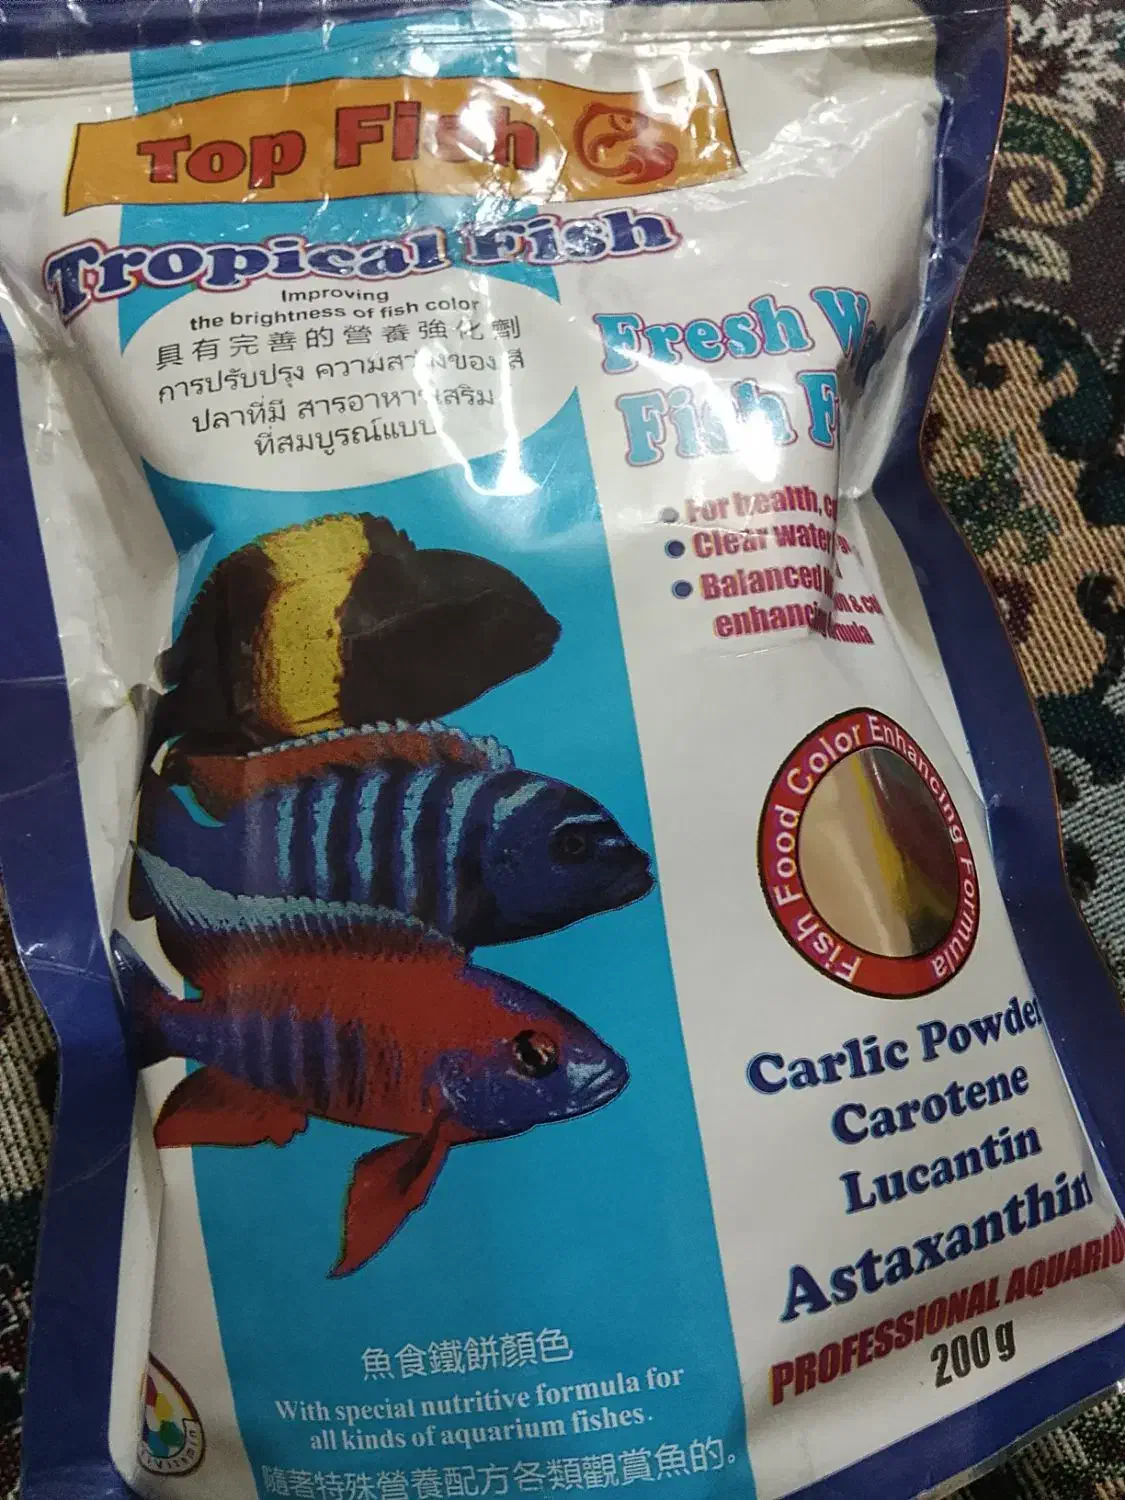 Top Fish
Tropical Fish
Improving
the brightness of fish color
具有完善的營養強化劑
การปรับปรุง ความสว่างของ สี
ปลาที่มี สารอาหารเสริม
ที่สมบูรณ์แบบ
Fresh
Fish
For health,
Clear water
Balanced
enhancing formula
Fish Food Color Enhancing Formula
Carlic Powder
Carotene
Lucantin
Astaxanthin
PROFESSIONAL AQUARIU
200 g
魚食鐵餅顏色
With special nutritive formula for
all kinds of aquarium fishes.
隨著特殊營養配方各類觀賞魚的。